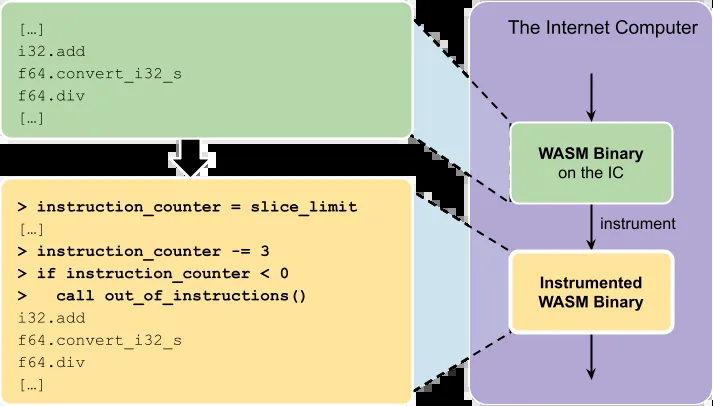 […]
i32.add
f64.convert_i32_s
f64.div
[…]
> instruction_counter = slice_limit
[…]
> instruction_counter -= 3
> if instruction_counter < 0
>   call out_of_instructions()
i32.add
f64.convert_i32_s
f64.div
[…]
The Internet Computer
WASM Binary
on the IC
instrument
Instrumented
WASM Binary